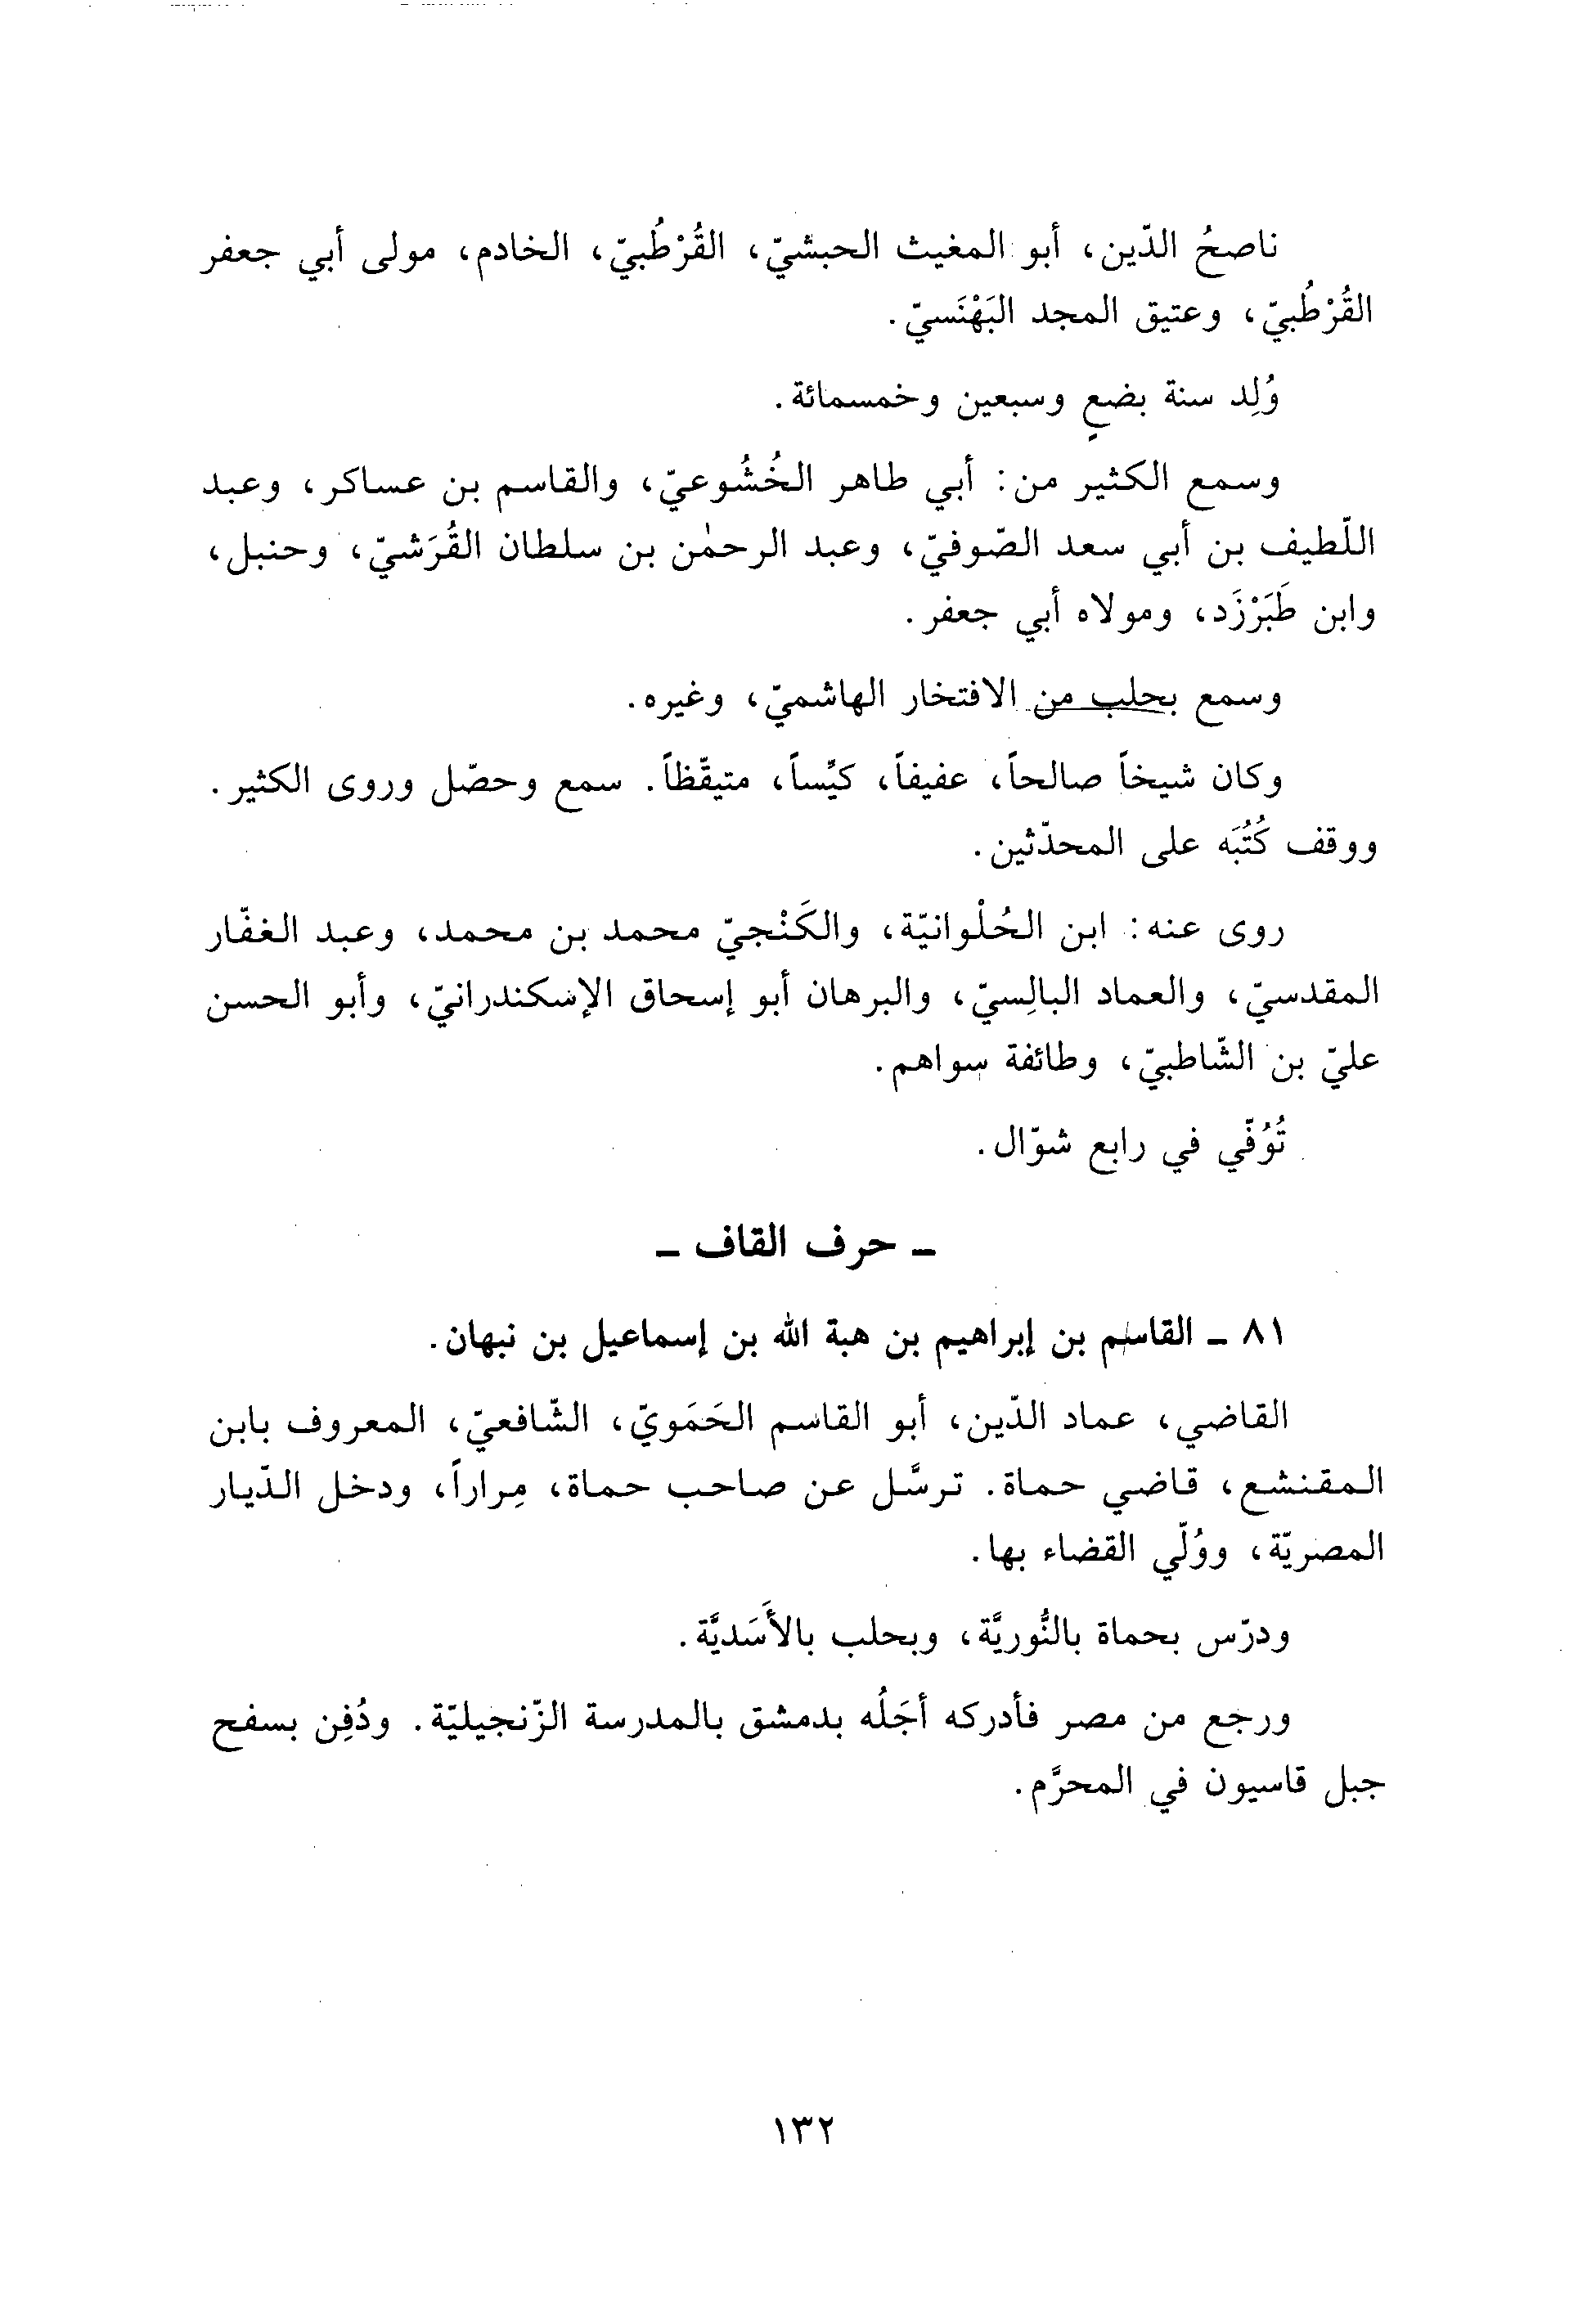 ناصحُ الدّين، أبو المغيث الحبشيّ، القُرْطُبيّ، الخادم، مولى أبي جعفر
القُرْطُبيّ، وعتيق المجد البَهْنَسيّ.
وُلِد سنة بضعٍ وسبعين وخمسمائة.
وسمع الكثير من: أبي طاهر الخُشُوعيّ، والقاسم بن عساكر، وعبد
اللّطيف بن أبي سعد الصّوفيّ، وعبد الرحمٰن بن سلطان القُرَشيّ، وحنبل،
وابن طَبَرْزَد، ومولاه أبي جعفر.
وسمع بحلب من الافتخار الهاشميّ، وغيره.
وكان شيخاً صالحاً، عفيفاً، كيِّساً، متيقّظاً. سمع وحصّل وروى الكثير.
ووقف كُتُبَه على المحدّثين.
روى عنه: ابن الحُلْوانيّة، والكَنْجيّ محمد بن محمد، وعبد الغفّار
المقدسيّ، والعماد البالِسيّ، والبرهان أبو إسحاق الإسكندرانيّ، وأبو الحسن
عليّ بن الشّاطبيّ، وطائفة سواهم.
تُوُفّي في رابع شوّال.
ـ حرف القاف ـ
٨١ ـ القاسم بن إبراهيم بن هبة الله بن إسماعيل بن نبهان.
القاضي، عماد الدّين، أبو القاسم الحَمَويّ، الشّافعيّ، المعروف بابن
المقنشع، قاضي حماة. ترسَّل عن صاحب حماة، مِراراً، ودخل الدّيار
المصريّة، ووُلّي القضاء بها.
ودرّس بحماة بالنُّوريَّة، وبحلب بالأَسَديَّة.
ورجع من مصر فأدركه أجَلُه بدمشق بالمدرسة الزّنجيليّة. ودُفِن بسفح
جبل قاسيون في المحرَّم.
١٣٢